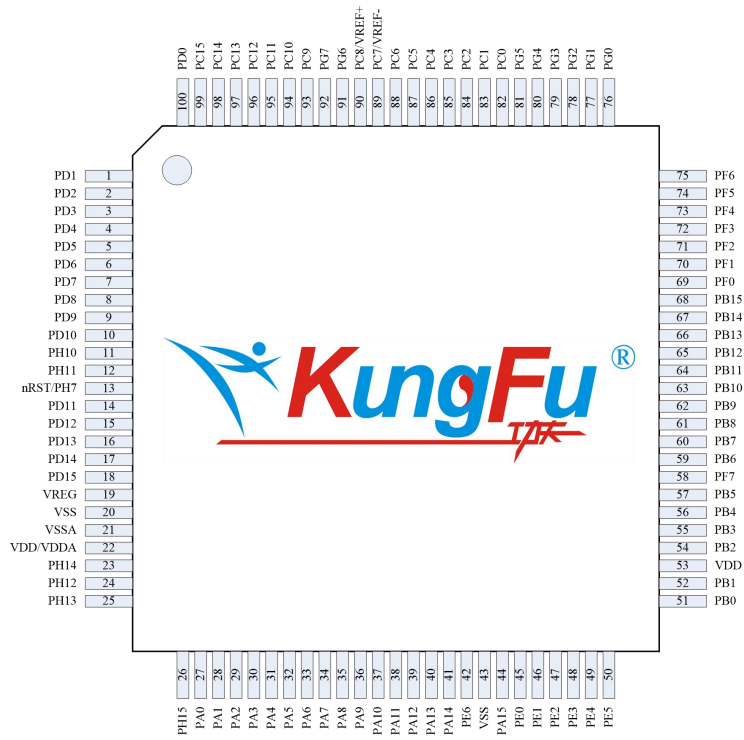 PD0 PC15 PC14 PC13 PC12 PC11 PC10 PC9 PG7 PG6 PC8/VREF+ PC7/VREF- PC6 PC5 PC4 PC3 PC2 PC1 PC0 PG5 PG4 PG3 PG2 PG1 PG0
100 99 98 97 96 95 94 93 92 91 90 89 88 87 86 85 84 83 82 81 80 79 78 77 76
PD1 1 75 PF6
PD2 2 74 PF5
PD3 3 73 PF4
PD4 4 72 PF3
PD5 5 71 PF2
PD6 6 70 PF1
PD7 7 69 PF0
PD8 8 68 PB15
PD9 9 67 PB14
PD10 10 66 PB13
PH10 11 65 PB12
PH11 12 64 PB11
nRST/PH7 13 63 PB10
PD11 14 62 PB9
PD12 15 61 PB8
PD13 16 60 PB7
PD14 17 59 PB6
PD15 18 58 PF7
VREG 19 57 PB5
VSS 20 56 PB4
VSSA 21 55 PB3
VDD/VDDA 22 54 PB2
PH14 23 53 VDD
PH12 24 52 PB1
PH13 25 51 PB0
KungFu®
功夫
26 27 28 29 30 31 32 33 34 35 36 37 38 39 40 41 42 43 44 45 46 47 48 49 50
PH15 PA0 PA1 PA2 PA3 PA4 PA5 PA6 PA7 PA8 PA9 PA10 PA11 PA12 PA13 PA14 PE6 VSS PA15 PE0 PE1 PE2 PE3 PE4 PE5